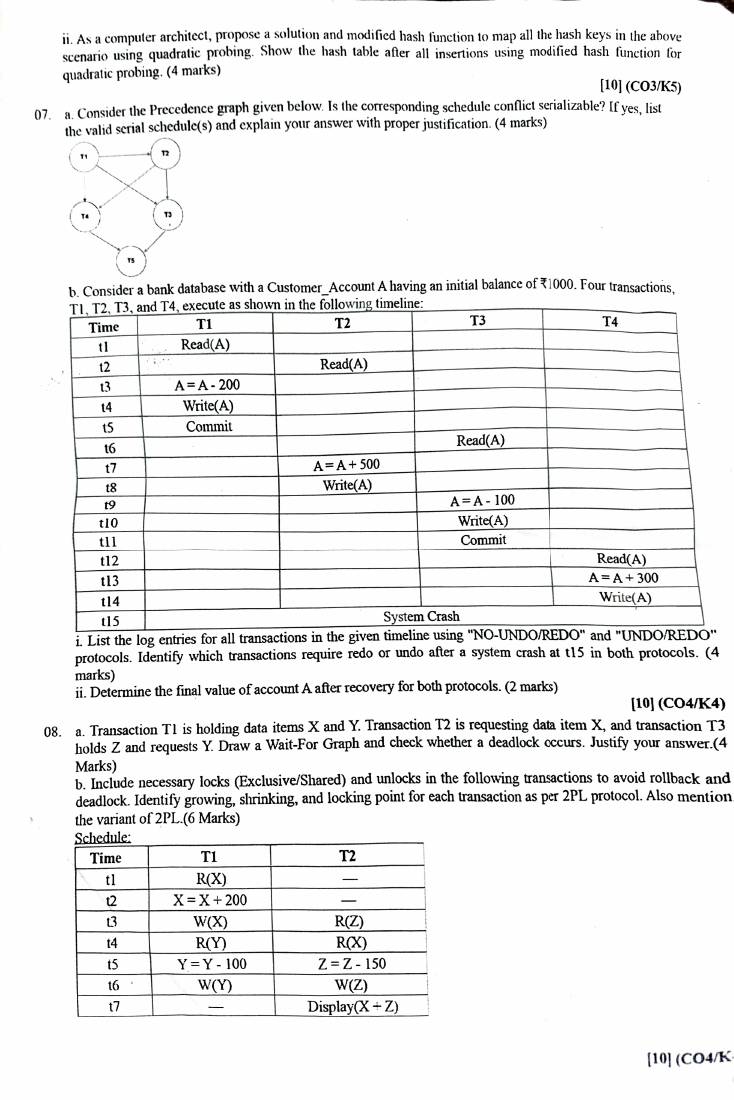 ii. As a computer architect, propose a solution and modified hash function to map all the hash keys in the above
scenario using quadratic probing. Show the hash table after all insertions using modified hash function for
quadratic probing. (4 marks)
[10] (CO3/K5)
07. a. Consider the Precedence graph given below. Is the corresponding schedule conflict serializable? If yes, list
the valid serial schedule(s) and explain your answer with proper justification. (4 marks)
T1 T2
T4 T3
T5
b. Consider a bank database with a Customer_Account A having an initial balance of ₹1000. Four transactions,
T1, T2, T3, and T4, execute as shown in the following timeline:
Time T1 T2 T3 T4
t1 Read(A)
t2 Read(A)
t3 A = A - 200
t4 Write(A)
t5 Commit
t6 Read(A)
t7 A = A + 500
t8 Write(A)
t9 A = A - 100
t10 Write(A)
t11 Commit
t12 Read(A)
t13 A = A + 300
t14 Write(A)
t15 System Crash
i. List the log entries for all transactions in the given timeline using "NO-UNDO/REDO" and "UNDO/REDO"
protocols. Identify which transactions require redo or undo after a system crash at t15 in both protocols. (4
marks)
ii. Determine the final value of account A after recovery for both protocols. (2 marks)
[10] (CO4/K4)
08. a. Transaction T1 is holding data items X and Y. Transaction T2 is requesting data item X, and transaction T3
holds Z and requests Y. Draw a Wait-For Graph and check whether a deadlock occurs. Justify your answer.(4
Marks)
b. Include necessary locks (Exclusive/Shared) and unlocks in the following transactions to avoid rollback and
deadlock. Identify growing, shrinking, and locking point for each transaction as per 2PL protocol. Also mention
the variant of 2PL.(6 Marks)
Schedule:
Time T1 T2
t1 R(X) —
t2 X = X + 200 —
t3 W(X) R(Z)
t4 R(Y) R(X)
t5 Y = Y - 100 Z = Z - 150
t6 W(Y) W(Z)
t7 — Display(X + Z)
[10] (CO4/K